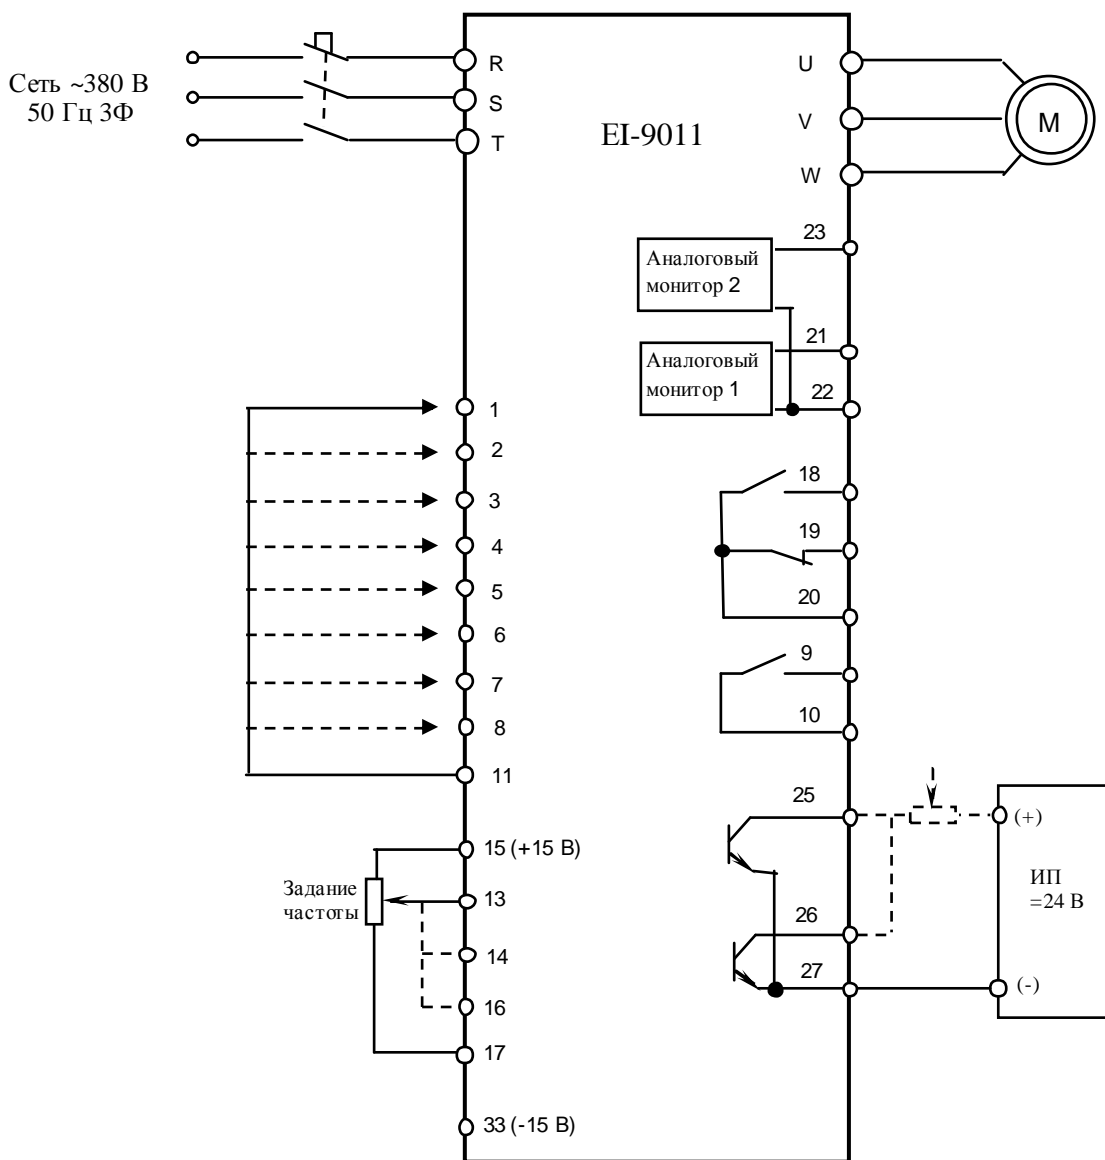 Сеть ~380 В
50 Гц 3Ф
R
S
T
EI-9011
U
V
W
M
23
Аналоговый
монитор 2
21
Аналоговый
монитор 1
22
1
2
3
4
5
6
7
8
11
18
19
20
9
10
15 (+15 В)
Задание
частоты
13
14
16
17
33 (-15 В)
25
26
27
(+)
ИП
=24 В
(-)